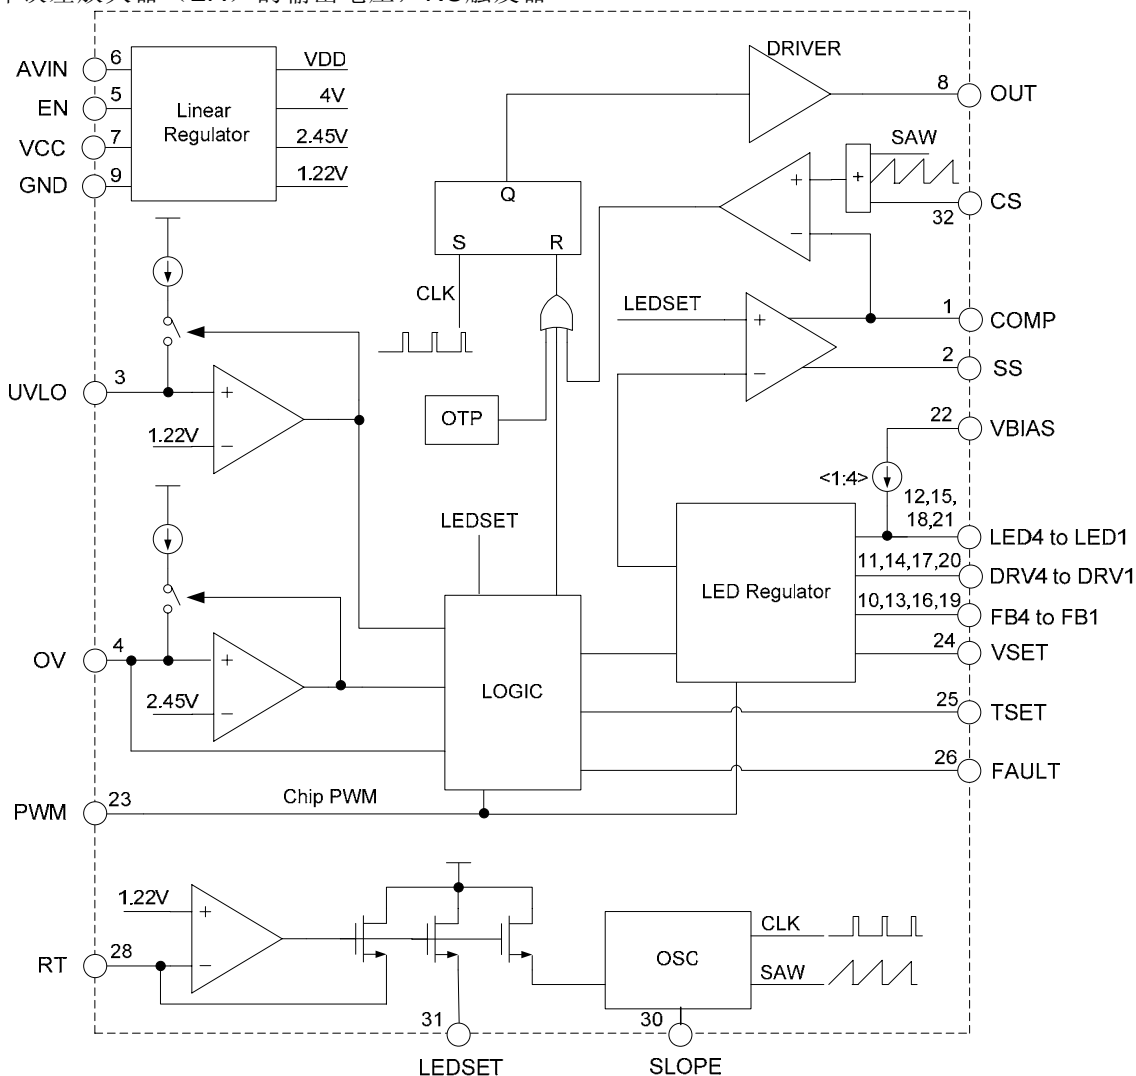 DRIVER
AVIN
6
VDD
EN
5
4V
VCC
7
2.45V
GND
9
1.22V
Linear
Regulator
8
OUT
SAW
+
CS
32
Q
S
R
+
−
CLK
LEDSET
+
−
1
COMP
2
SS
UVLO
3
+
1.22V
−
OTP
22
VBIAS
<1:4>
12,15,
18,21
LED4 to LED1
LEDSET
11,14,17,20
DRV4 to DRV1
LED Regulator
10,13,16,19
FB4 to FB1
24
VSET
OV
4
+
2.45V
−
LOGIC
25
TSET
26
FAULT
PWM
23
Chip PWM
1.22V
+
RT
28
−
OSC
CLK
SAW
31
LEDSET
30
SLOPE